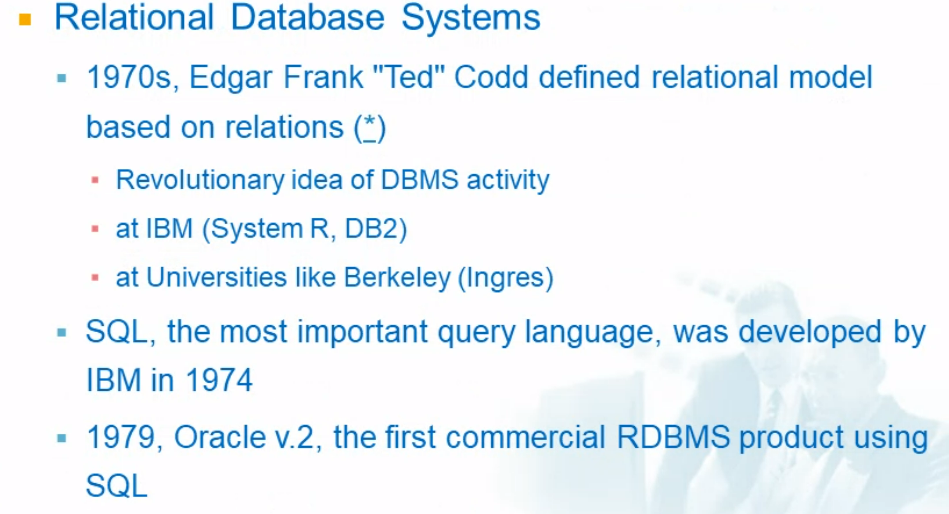 Relational Database Systems
1970s, Edgar Frank "Ted" Codd defined relational model
based on relations (*)
Revolutionary idea of DBMS activity
at IBM (System R, DB2)
at Universities like Berkeley (Ingres)
SQL, the most important query language, was developed by
IBM in 1974
1979, Oracle v.2, the first commercial RDBMS product using
SQL